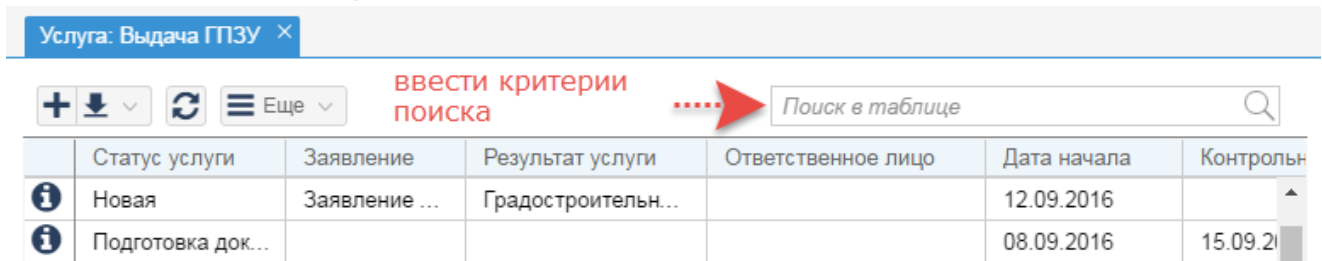 Услуга: Выдача ГПЗУ
Еще
ввести критерии
поиска
Поиск в таблице
Статус услуги Заявление Результат услуги Ответственное лицо Дата начала Контрольн
Новая Заявление ... Градостроительн... 12.09.2016
Подготовка док... 08.09.2016 15.09.2